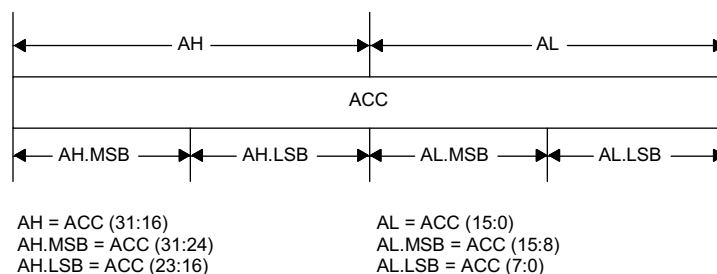 AH AL
ACC
AH.MSB AH.LSB AL.MSB AL.LSB
AH = ACC (31:16) AL = ACC (15:0)
AH.MSB = ACC (31:24) AL.MSB = ACC (15:8)
AH.LSB = ACC (23:16) AL.LSB = ACC (7:0)